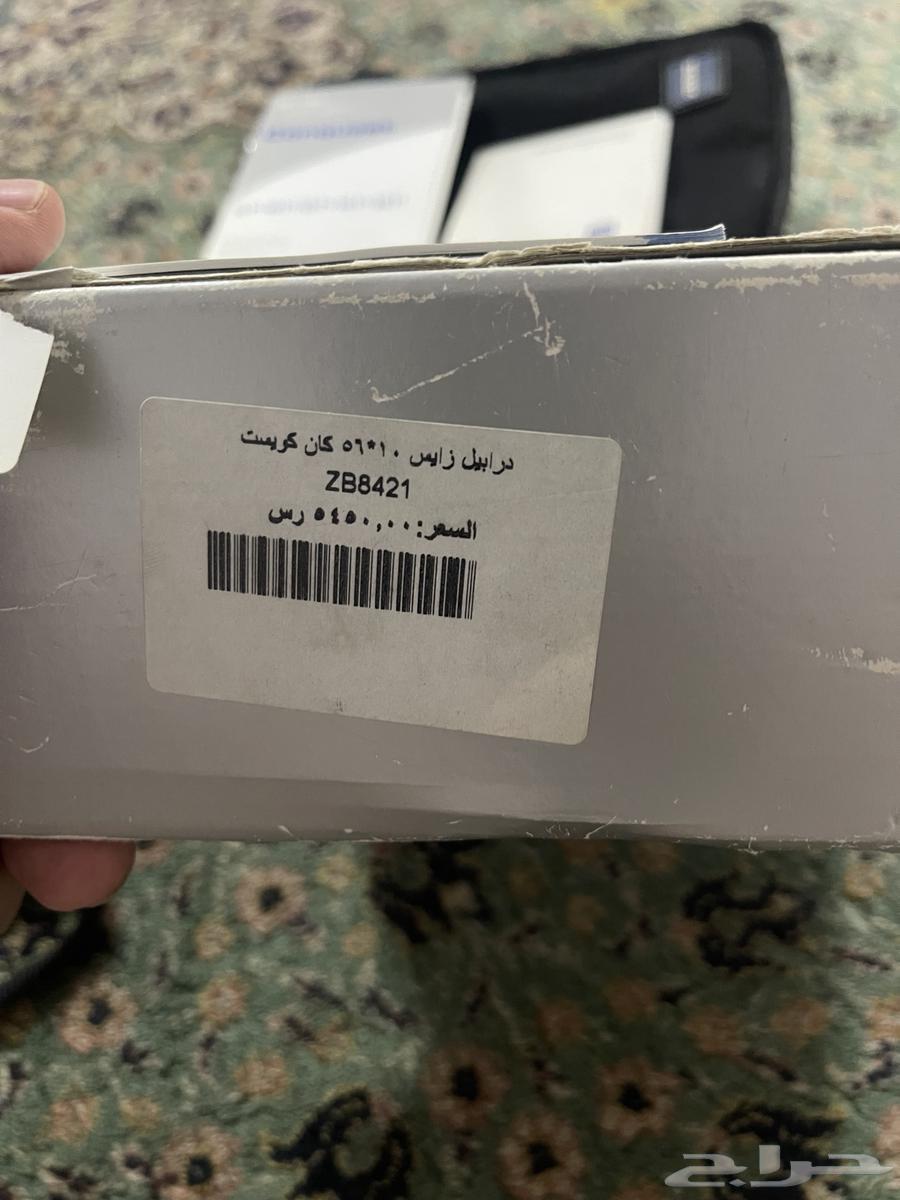 درابيل زايس ١٠*٥٦ كان كويست
ZB8421
السعر:٥٤٥٠,٠٠ رس
حراج